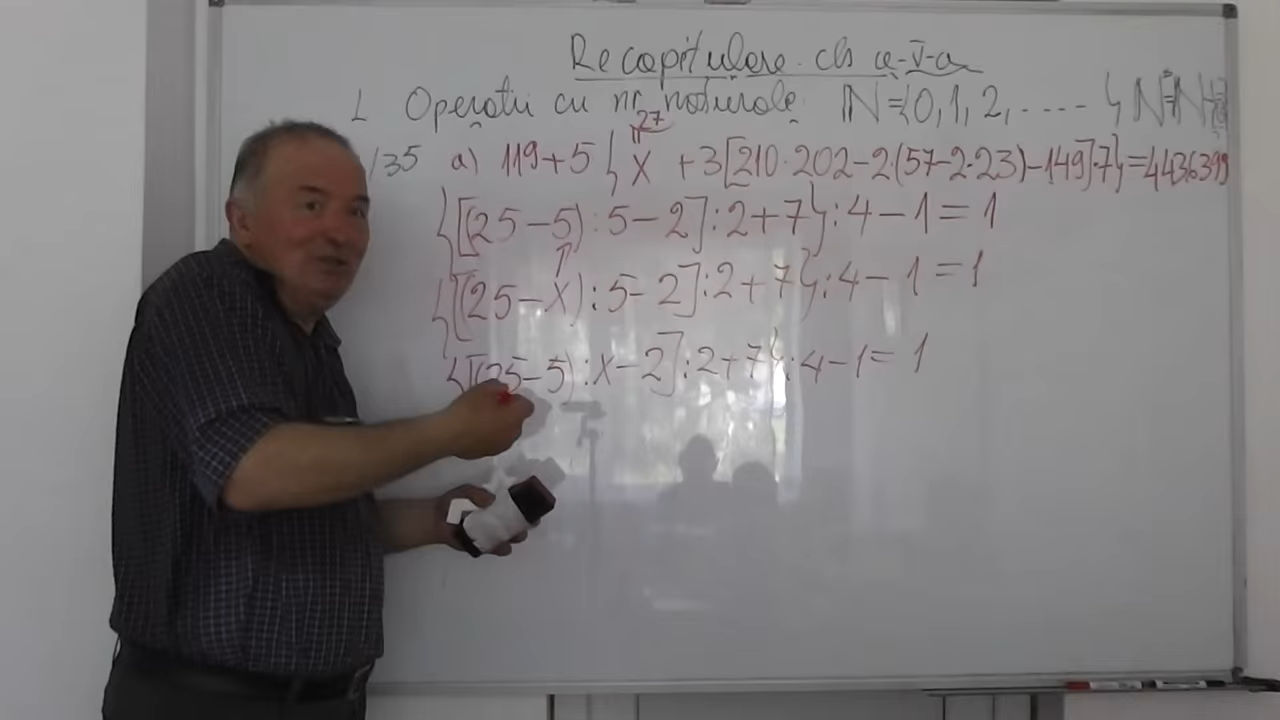 Recapitulare cls a-V-a
1 Operații cu nr. naturale. ℕ={0,1,2,....} ℕ*=ℕ\{0}
/35 a) 119+5{x+3[210·202-2·(57-2·23)-149]·7}=4436399
27
{[(25-5):5-2]:2+7}:4-1=1
{[(25-x):5-2]:2+7}:4-1=1
{[(25-5):x-2]:2+7}:4-1=1